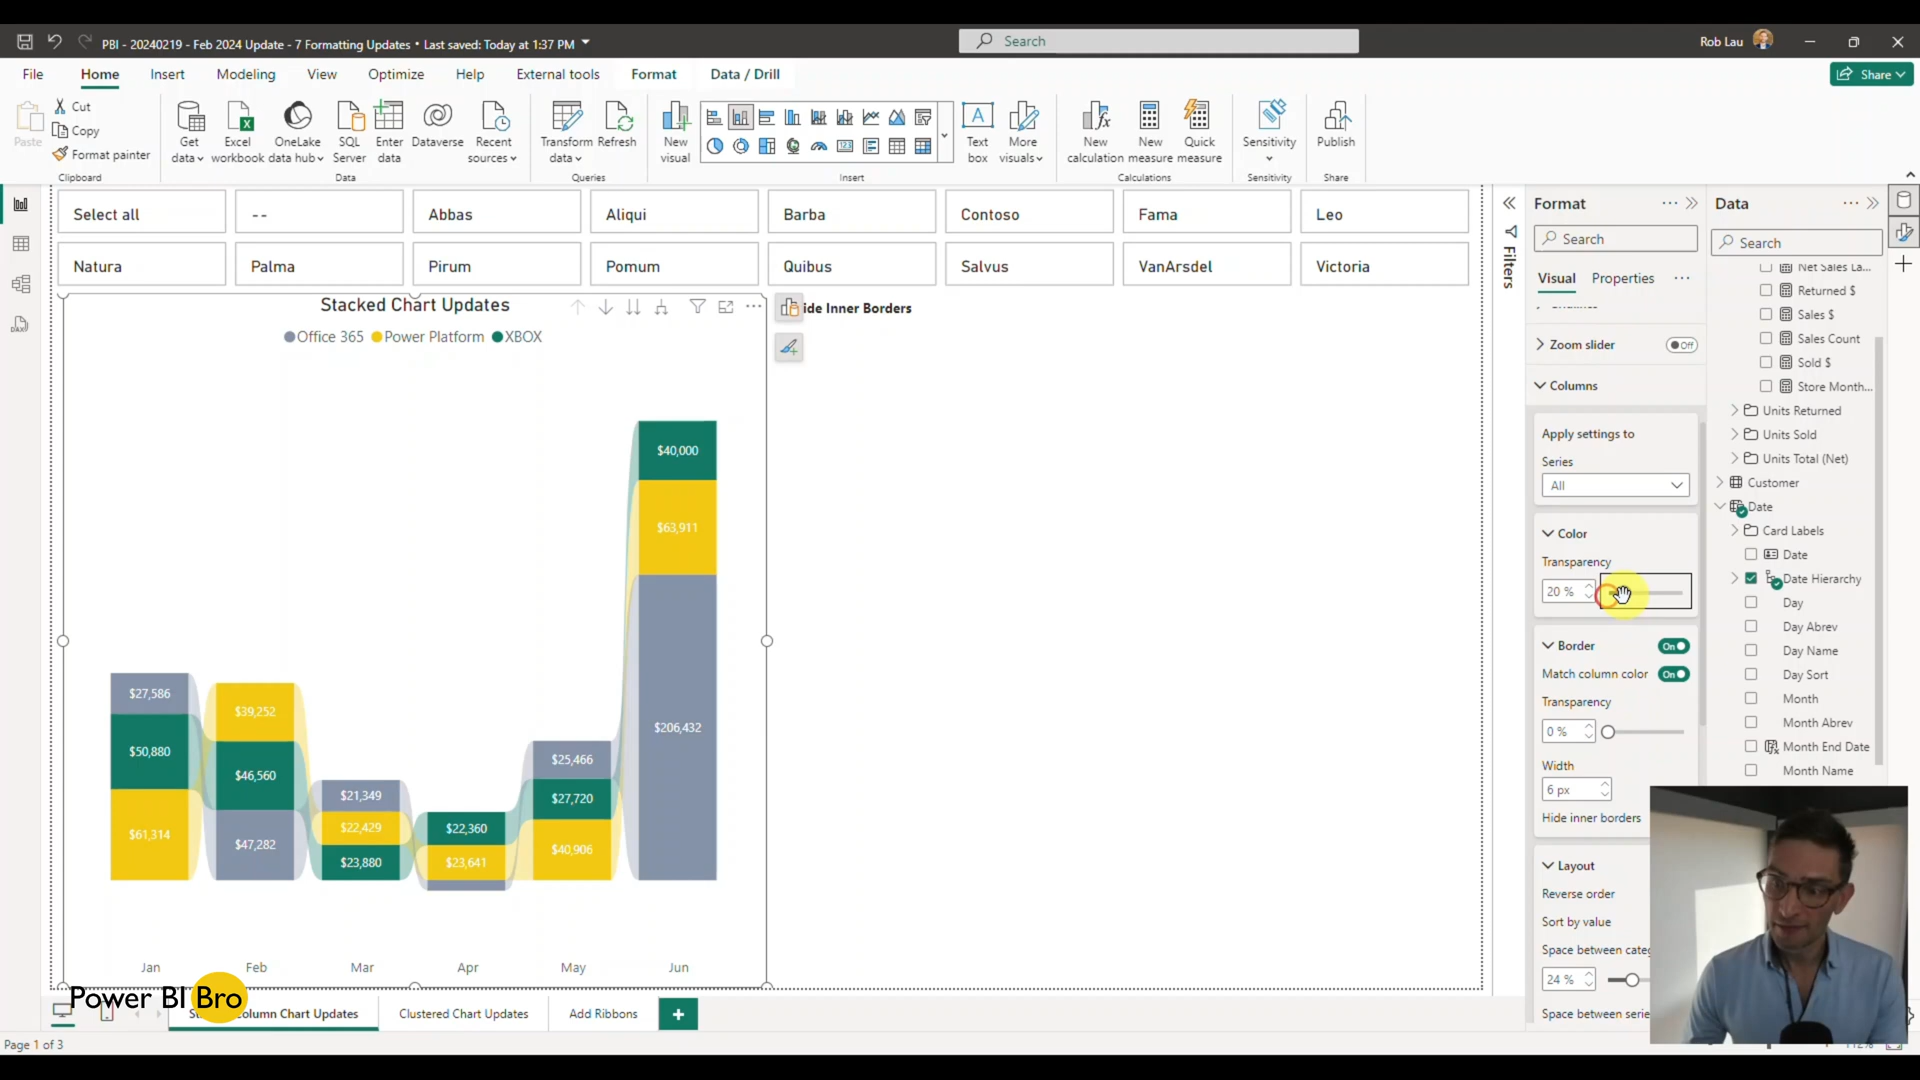 PBI - 20240219 - Feb 2024 Update - 7 Formatting Updates • Last saved: Today at 1:37 PM
Search
Rob Lau
File Home Insert Modeling View Optimize Help External tools Format Data / Drill
Share
Paste
Cut
Copy
Format painter
Get data
Excel workbook
OneLake data hub
SQL Server
Enter data
Dataverse
Recent sources
Transform data
Refresh
New visual
Text box
More visuals
New calculation
New measure
Quick measure
Sensitivity
Publish
Clipboard
Data
Queries
Insert
Calculations
Sensitivity
Share
Select all
--
Abbas
Aliqui
Barba
Contoso
Fama
Leo
Natura
Palma
Pirum
Pomum
Quibus
Salvus
VanArsdel
Victoria
Stacked Chart Updates
Office 365 Power Platform XBOX
ide Inner Borders
$40,000
$63,911
$206,432
$27,586
$50,880
$61,314
$39,252
$46,560
$47,282
$21,349
$22,429
$23,880
$22,360
$23,641
$25,466
$27,720
$40,906
Jan Feb Mar Apr May Jun
Filters
Format
Search
Visual Properties
Zoom slider Off
Columns
Apply settings to
Series
All
Color
Transparency
20 %
Border On
Match column color On
Transparency
0 %
Width
6 px
Hide inner borders
Layout
Reverse order
Sort by value
Space between categ
24 %
Space between serie
Data
Search
Net Sales La...
Returned $
Sales $
Sales Count
Sold $
Store Month...
Units Returned
Units Sold
Units Total (Net)
Customer
Date
Card Labels
Date
Date Hierarchy
Day
Day Abrev
Day Name
Day Sort
Month
Month Abrev
Month End Date
Month Name
Power BI Bro
olumn Chart Updates
Clustered Chart Updates
Add Ribbons
Page 1 of 3